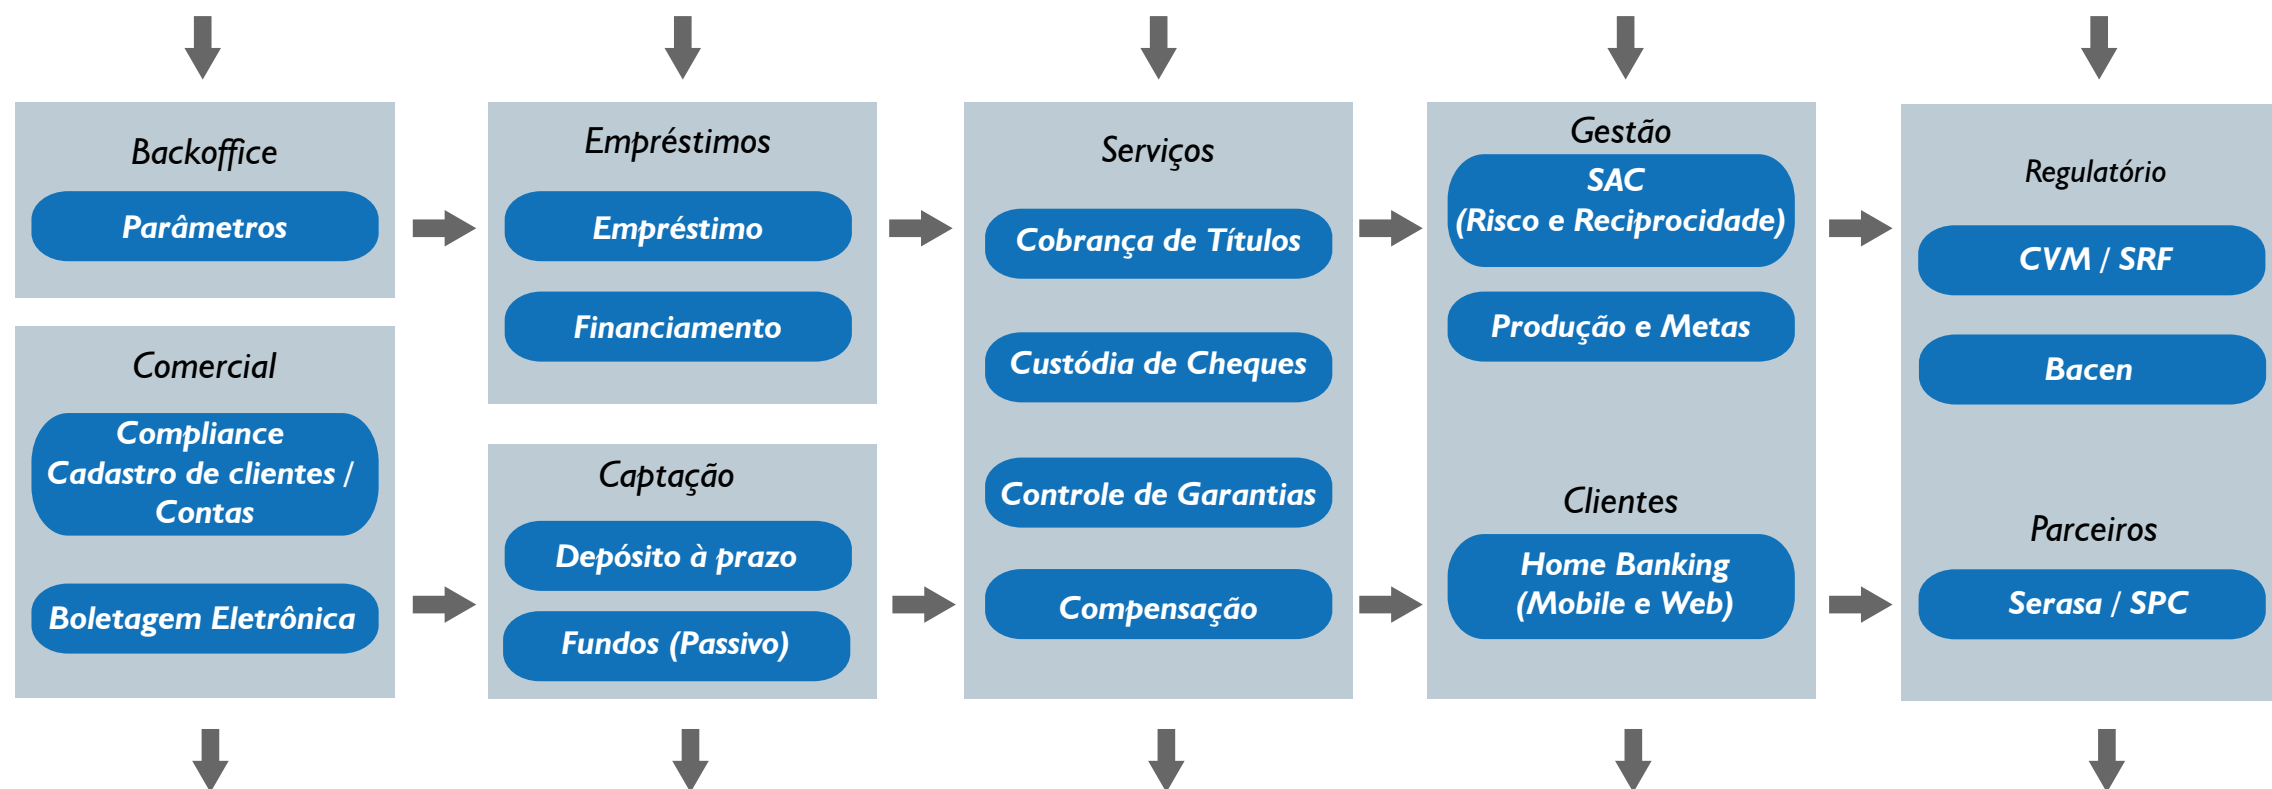 Backoffice
Parâmetros
Comercial
Compliance
Cadastro de clientes /
Contas
Boletagem Eletrônica
Empréstimos
Empréstimo
Financiamento
Captação
Depósito à prazo
Fundos (Passivo)
Serviços
Cobrança de Títulos
Custódia de Cheques
Controle de Garantias
Compensação
Gestão
SAC
(Risco e Reciprocidade)
Produção e Metas
Clientes
Home Banking
(Mobile e Web)
Regulatório
CVM / SRF
Bacen
Parceiros
Serasa / SPC